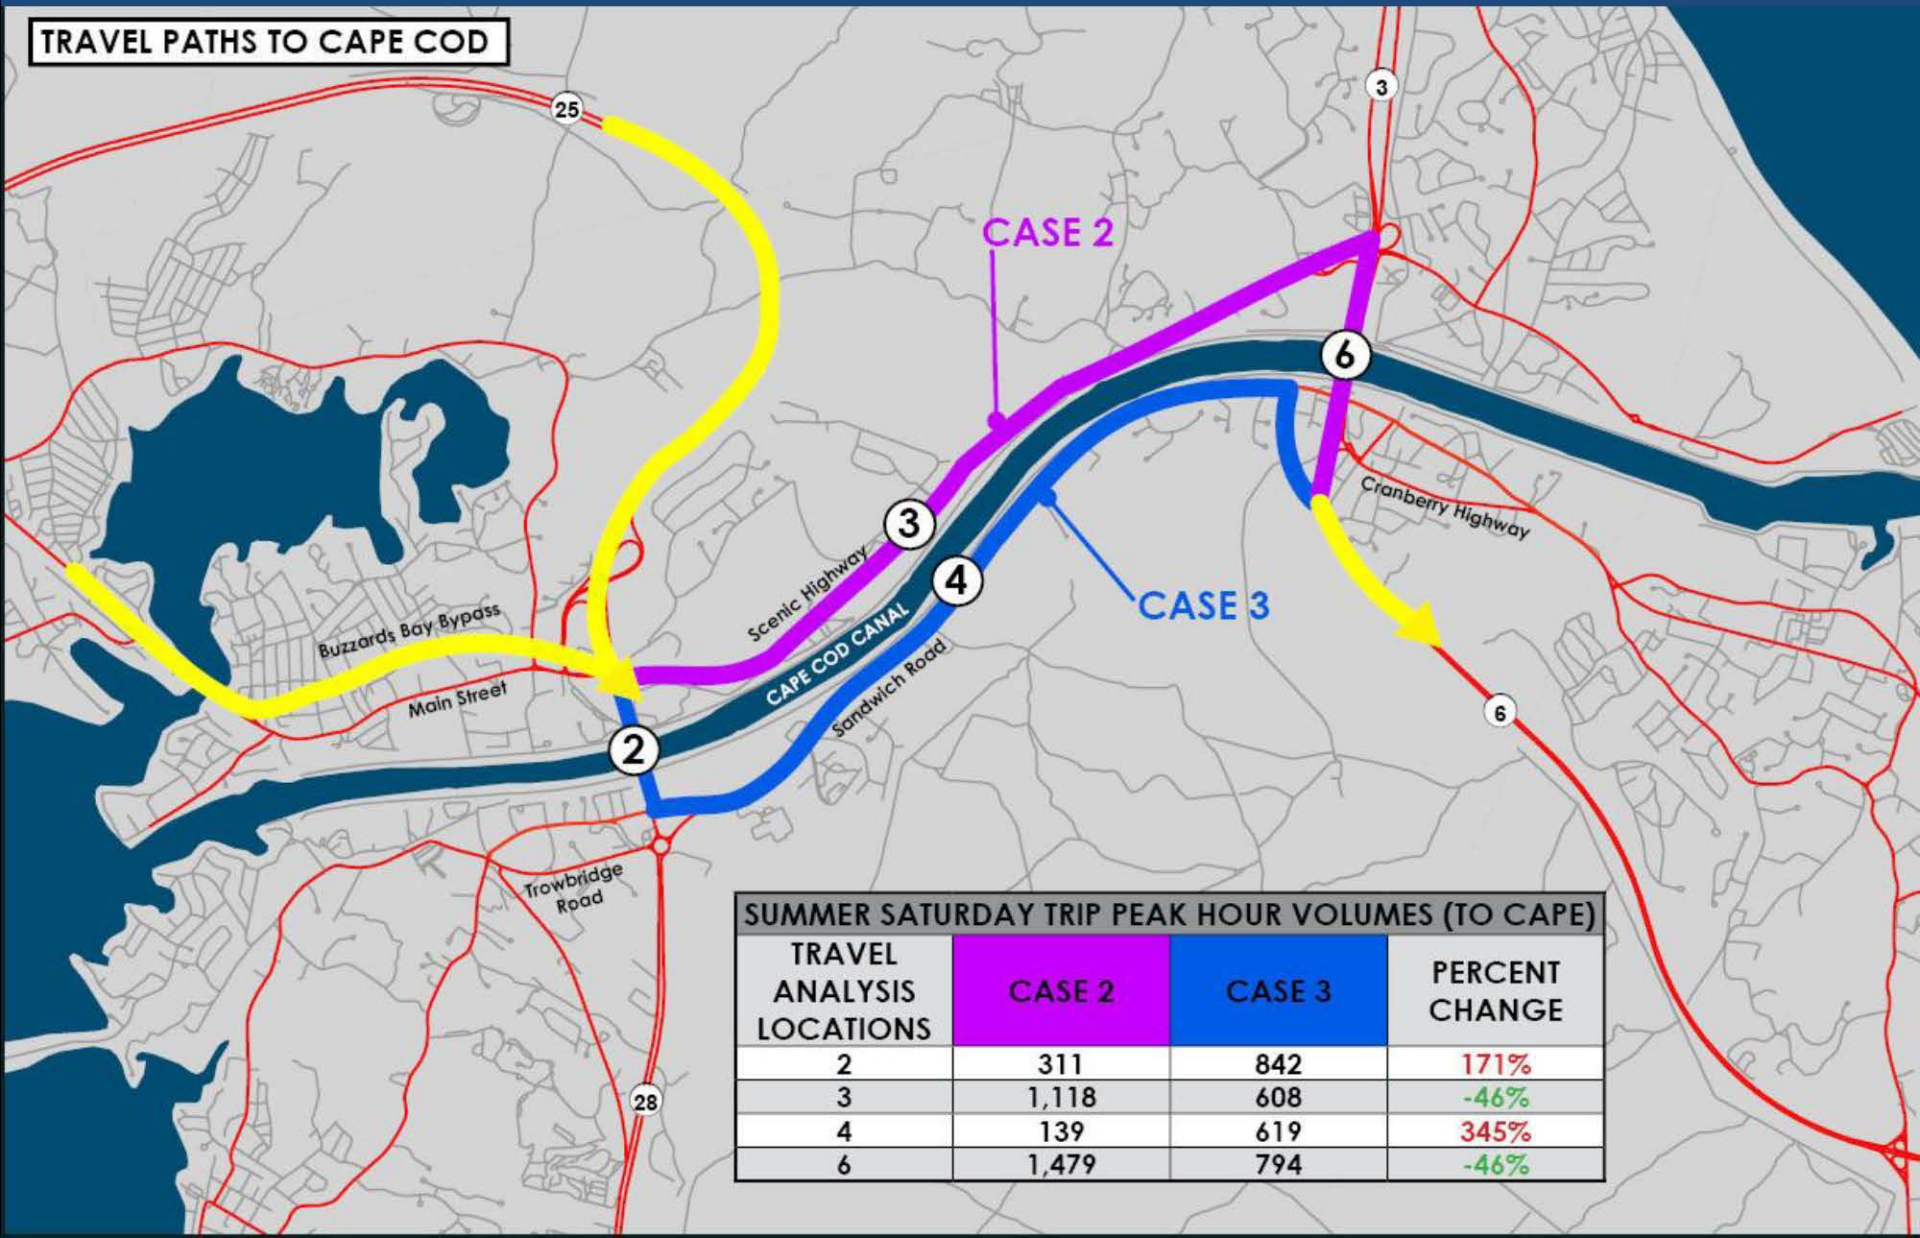 TRAVEL PATHS TO CAPE COD
25
3
CASE 2
6
3
Cranberry Highway
Scenic Highway
4
CASE 3
CAPE COD CANAL
Buzzards Bay Bypass
Main Street
Sandwich Road
6
2
Trowbridge
Road
28
SUMMER SATURDAY TRIP PEAK HOUR VOLUMES (TO CAPE)
TRAVEL
ANALYSIS
LOCATIONS
CASE 2
CASE 3
PERCENT
CHANGE
2 311 842 171%
3 1,118 608 -46%
4 139 619 345%
6 1,479 794 -46%